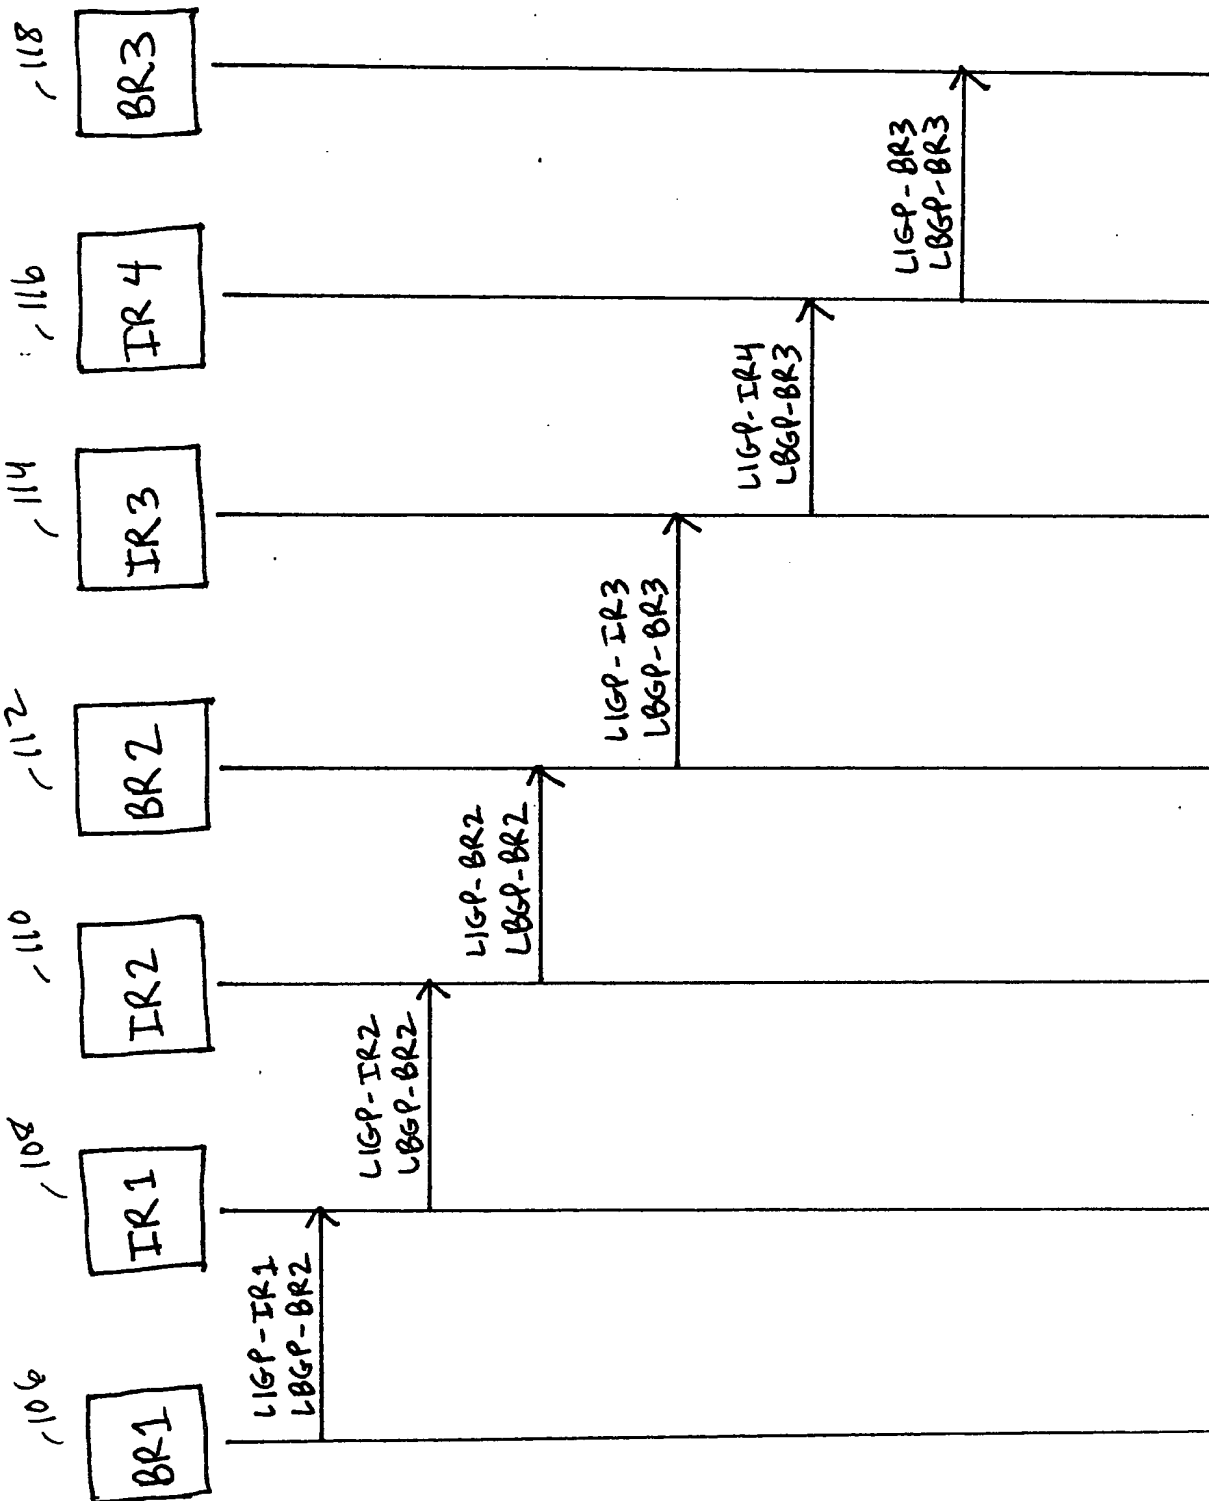 106
BR1
108
IR1
110
IR2
112
BR2
114
IR3
116
IR4
118
BR3
LIGP-IR1
LBGP-BR2
LIGP-IR2
LBGP-BR2
LIGP-BR2
LBGP-BR2
LIGP-IR3
LBGP-BR3
LIGP-IR4
LBGP-BR3
LIGP-BR3
LBGP-BR3